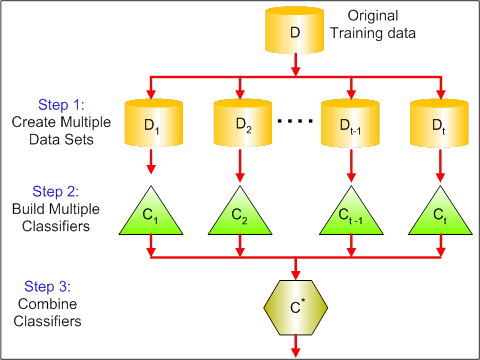 D
Original
Training data
Step 1:
Create Multiple
Data Sets
D1
D2
....
Dt-1
Dt
Step 2:
Build Multiple
Classifiers
C1
C2
Ct-1
Ct
Step 3:
Combine
Classifiers
C*